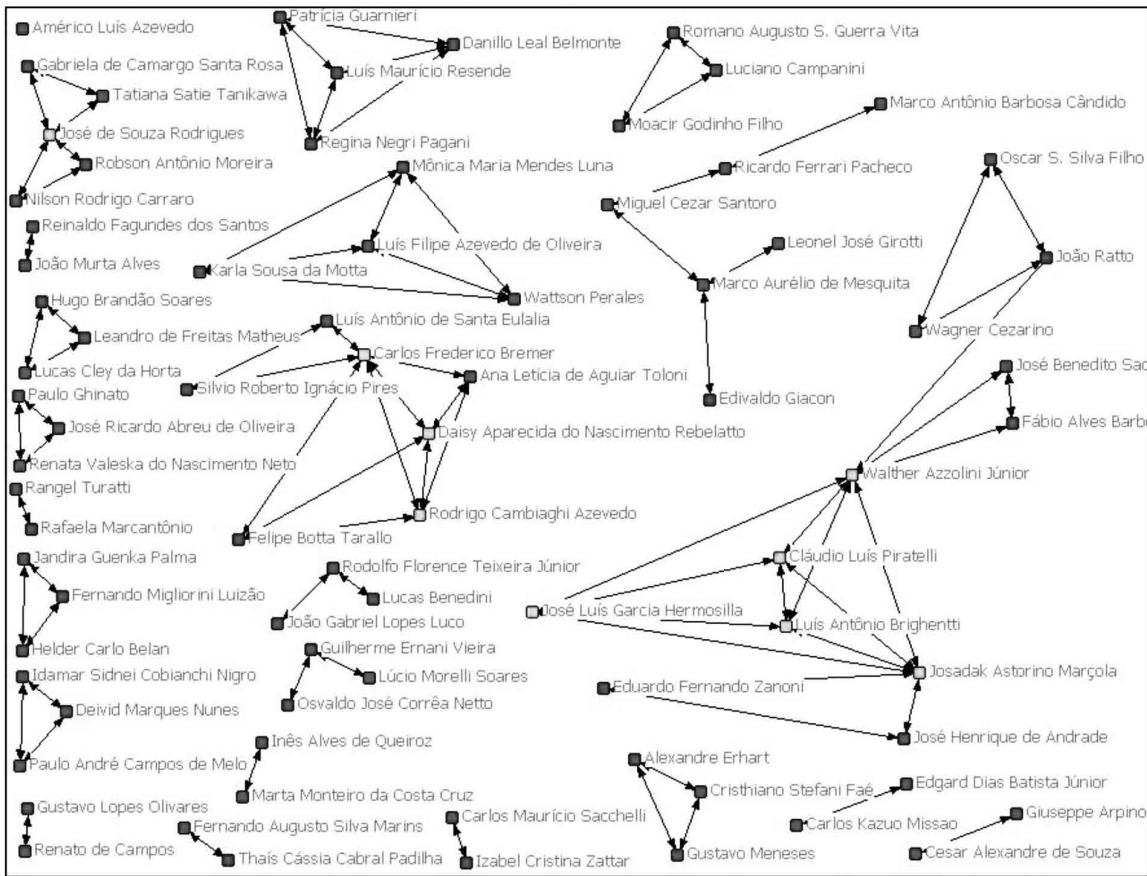 Américo Luís Azevedo
Patrícia Guarnieri
Danillo Leal Belmonte
Luís Maurício Resende
Regina Negri Pagani
Gabriela de Camargo Santa Rosa
Tatiana Satie Tanikawa
José de Souza Rodrigues
Robson Antônio Moreira
Nilson Rodrigo Carraro
Reinaldo Fagundes dos Santos
João Murta Alves
Hugo Brandão Soares
Leandro de Freitas Matheus
Lucas Cley da Horta
Paulo Ghinato
José Ricardo Abreu de Oliveira
Renata Valeska do Nascimento Neto
Rangel Turatti
Rafaela Marcantônio
Jandira Guenka Palma
Fernando Migliorini Luizão
Helder Carlo Belan
Idamar Sidnei Cobianchi Nigro
Deivid Marques Nunes
Paulo André Campos de Melo
Gustavo Lopes Olivares
Renato de Campos
Mônica Maria Mendes Luna
Luís Filipe Azevedo de Oliveira
Karla Sousa da Motta
Wattson Perales
Luís Antônio de Santa Eulalia
Carlos Frederico Bremer
Silvio Roberto Ignácio Pires
Ana Letícia de Aguiar Toloni
Daisy Aparecida do Nascimento Rebelatto
Rodrigo Cambiaghi Azevedo
Felipe Botta Tarallo
Rodolfo Florence Teixeira Júnior
Lucas Benedini
João Gabriel Lopes Luco
Guilherme Ernani Vieira
Lúcio Morelli Soares
Osvaldo José Corrêa Netto
Inês Alves de Queiroz
Marta Monteiro da Costa Cruz
Fernando Augusto Silva Marins
Thaís Cássia Cabral Padilha
Carlos Maurício Sacchelli
Izabel Cristina Zattar
Romano Augusto S. Guerra Vita
Luciano Campanini
Moacir Godinho Filho
Marco Antônio Barbosa Cândido
Ricardo Ferrari Pacheco
Miguel Cezar Santoro
Leonel José Girotti
Marco Aurélio de Mesquita
Edivaldo Giacon
Oscar S. Silva Filho
João Ratto
Wagner Cezarino
José Benedito Sac
Fábio Alves Barbo
Walther Azzolini Júnior
Cláudio Luís Piratelli
José Luís Garcia Hermosilla
Luís Antônio Brighentti
Josadak Astorino Marçola
Eduardo Fernando Zanoni
José Henrique de Andrade
Alexandre Erhart
Cristhiano Stefani Faé
Gustavo Meneses
Edgard Dias Batista Júnior
Carlos Kazuo Missao
Giuseppe Arpino
Cesar Alexandre de Souza